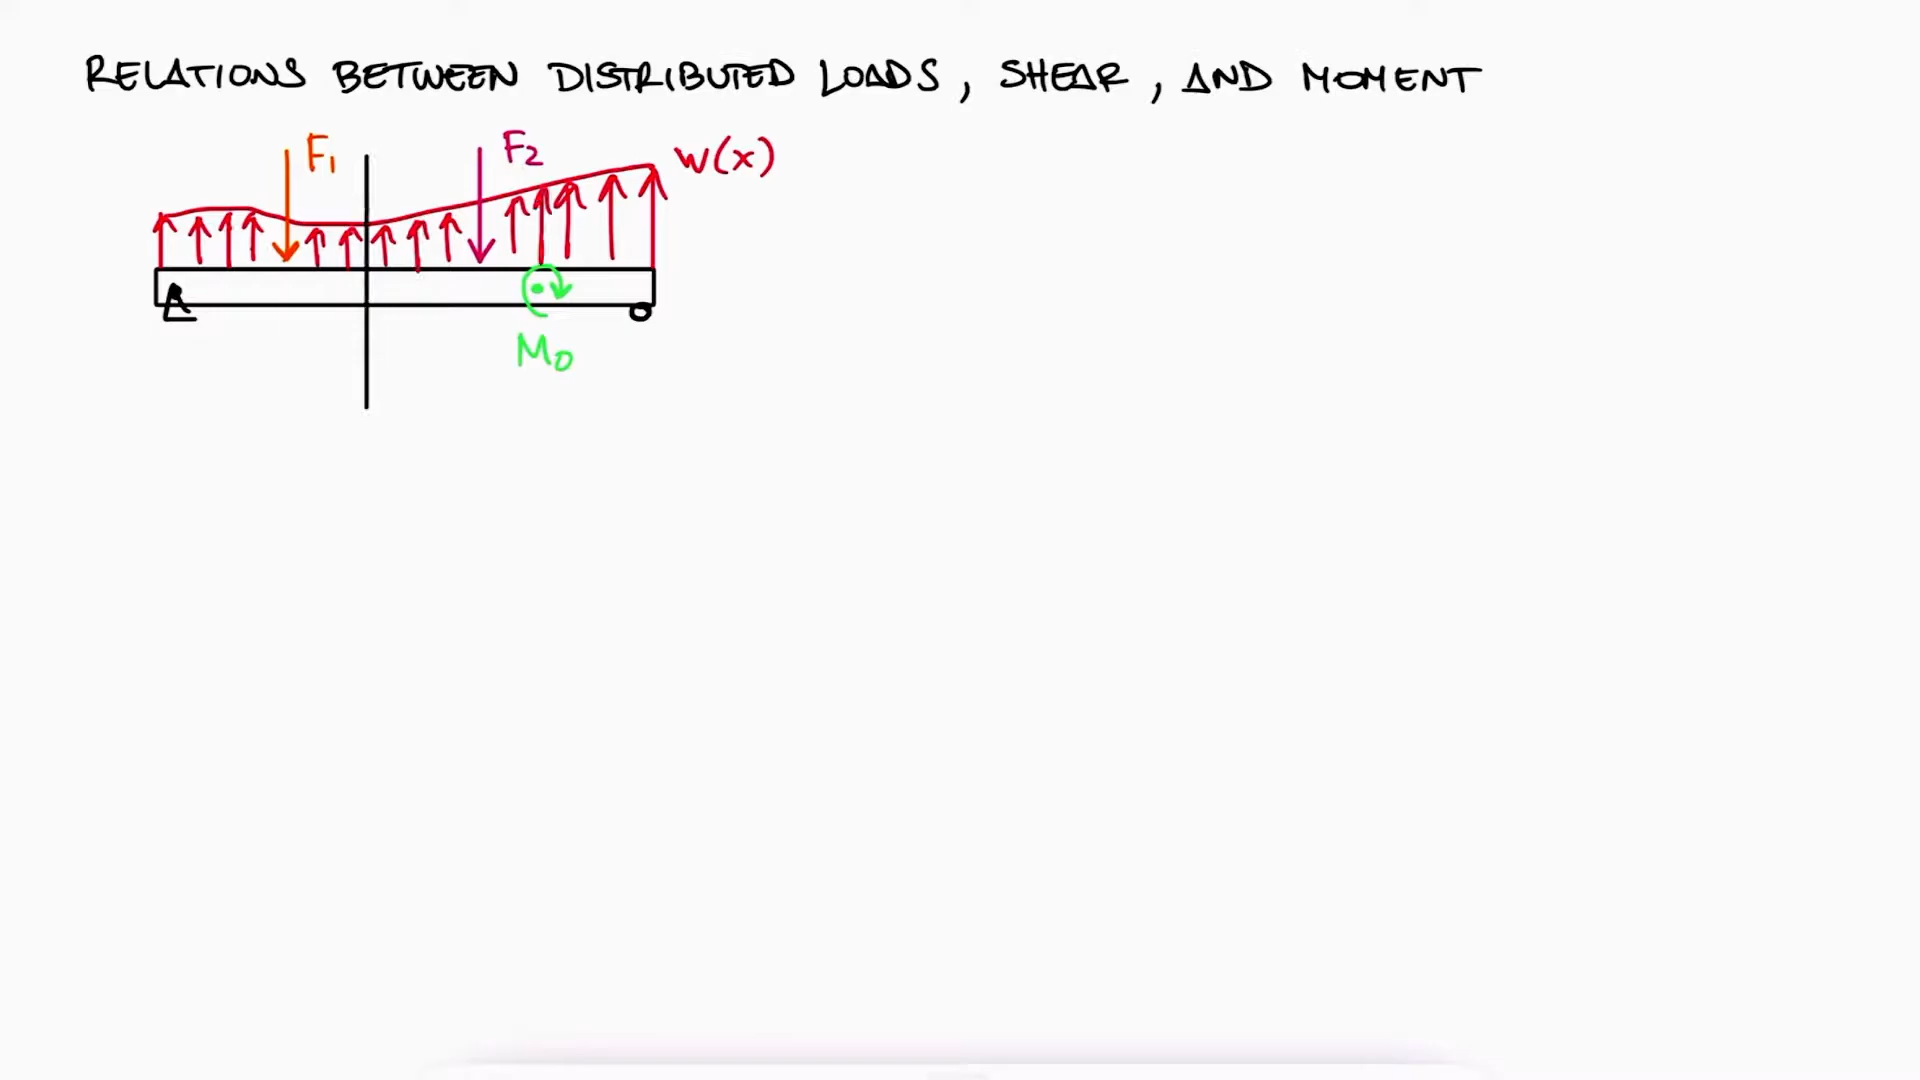 RELATIONS BETWEEN DISTRIBUTED LOADS, SHEAR, AND MOMENT
F1 F2 W(x)
M0